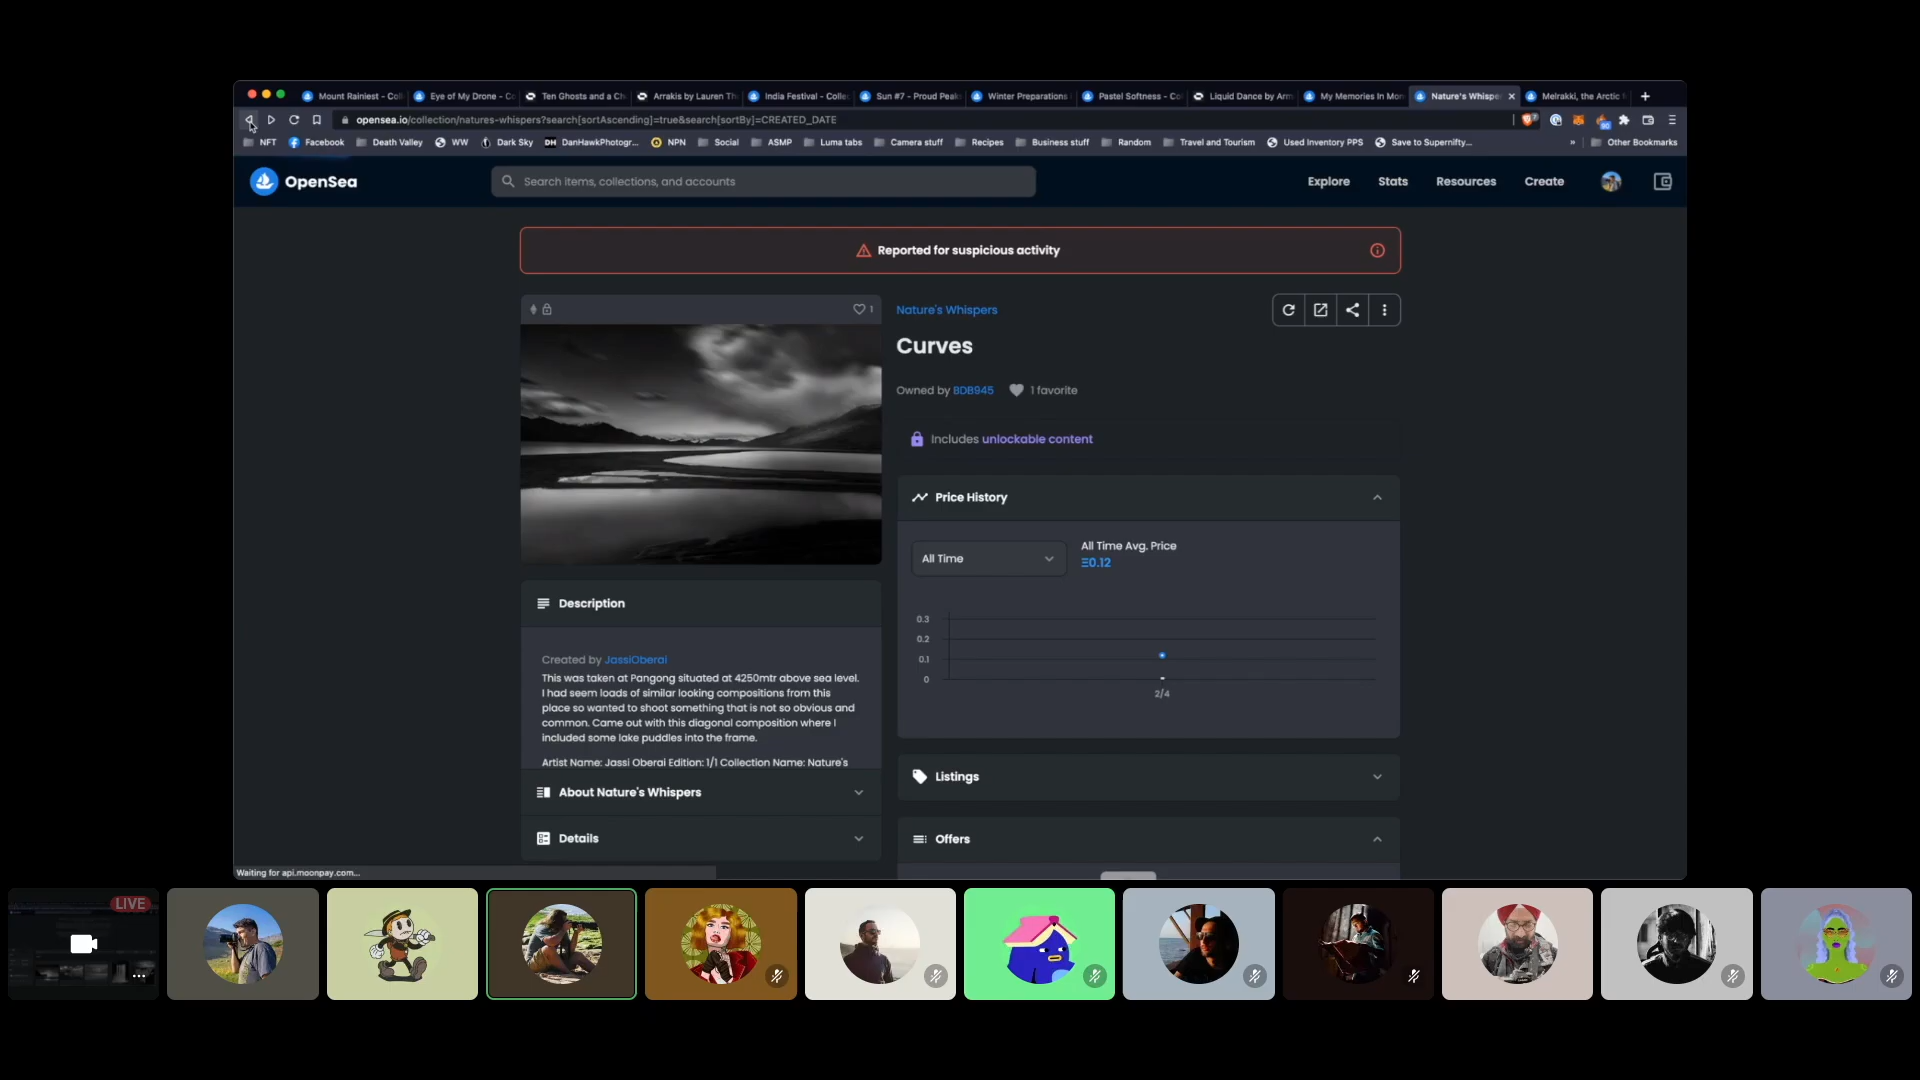 Mount Rainiest - Coll
Eye of My Drone - Co
Ten Ghosts and a Ch
Arrakis by Lauren Th
India Festival - Colle
Sun #7 - Proud Peak
Winter Preparations
Pastel Softness - Co
Liquid Dance by Arm
My Memories In Mon
Nature's Whispe
Melrakki, the Arctic
opensea.io/collection/natures-whispers?search[sortAscending]=true&search[sortBy]=CREATED_DATE
NFT
Facebook
Death Valley
WW
Dark Sky
DH DanHawkPhotogr...
NPN
Social
ASMP
Luma tabs
Camera stuff
Recipes
Business stuff
Random
Travel and Tourism
Used Inventory PPS
Save to Supernifty...
»
Other Bookmarks
OpenSea
Search items, collections, and accounts
Explore
Stats
Resources
Create
Reported for suspicious activity
1
Nature's Whispers
Curves
Owned by BDB945
1 favorite
Includes unlockable content
Price History
All Time
All Time Avg. Price
Ξ0.12
0.3
0.2
0.1
0
2/4
Description
Created by JassiOberai
This was taken at Pangong situated at 4250mtr above sea level.
I had seem loads of similar looking compositions from this
place so wanted to shoot something that is not so obvious and
common. Came out with this diagonal composition where I
included some lake puddles into the frame.
Artist Name: Jassi Oberai Edition: 1/1 Collection Name: Nature's
About Nature's Whispers
Details
Listings
Offers
Waiting for api.moonpay.com...
LIVE